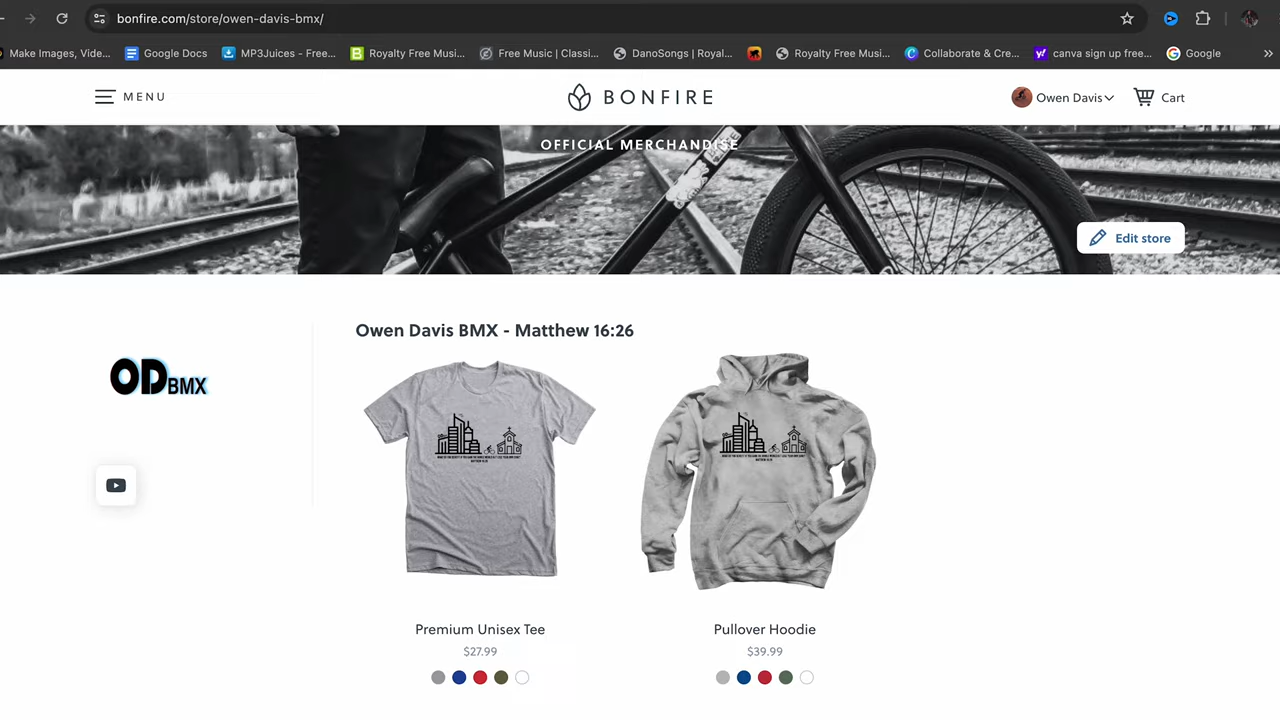 bonfire.com/store/owen-davis-bmx/
Make Images, Vide... Google Docs MP3Juices - Free... Royalty Free Musi... Free Music | Classi... DanoSongs | Royal... Royalty Free Musi... Collaborate & Cre... canva sign up free... Google
MENU BONFIRE Owen Davis Cart
OFFICIAL MERCHANDISE
Edit store
Owen Davis BMX - Matthew 16:26
ODBMX
Premium Unisex Tee
$27.99
Pullover Hoodie
$39.99